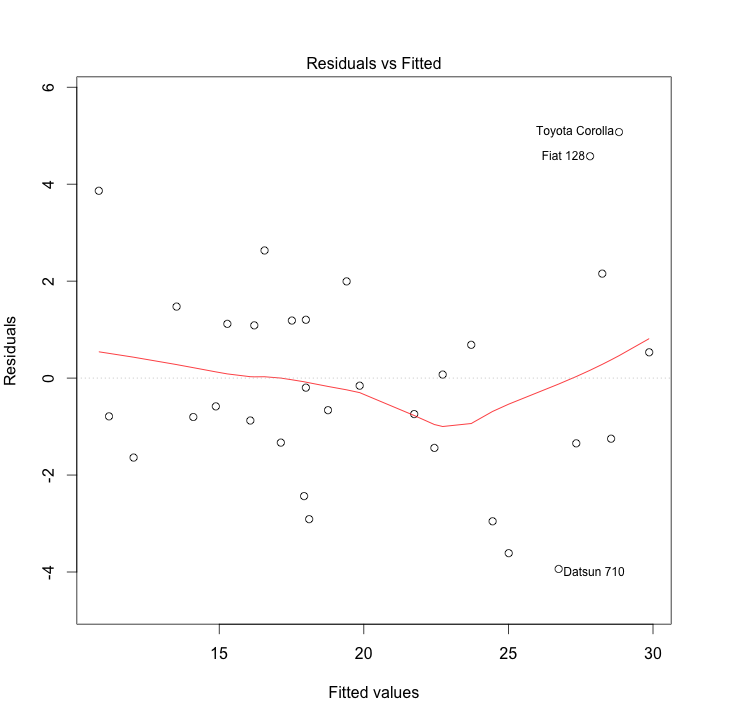 Residuals vs Fitted
6
Toyota Corolla
Fiat 128
4
2
Residuals
0
-2
-4
Datsun 710
15 20 25 30
Fitted values